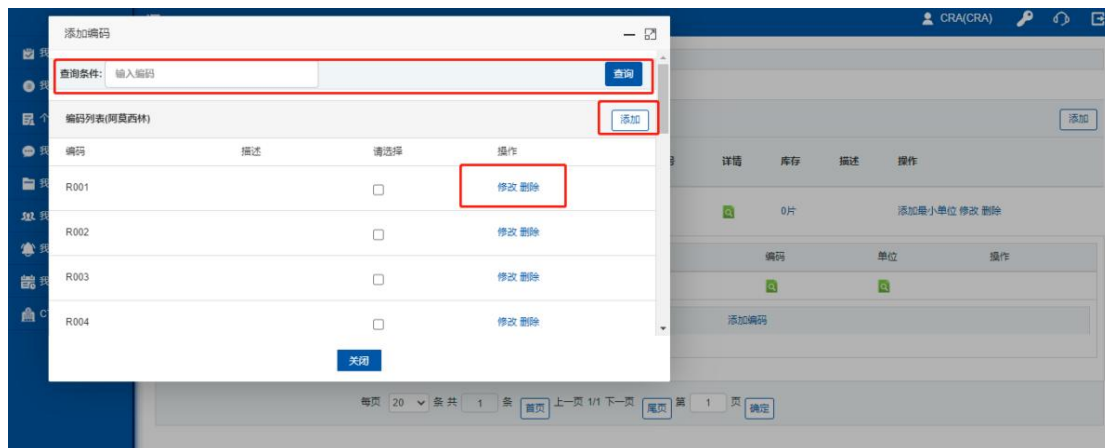 CRA(CRA)
添加编码
查询条件: 输入编码 查询
编码列表(阿莫西林) 添加
添加
编码 描述 请选择 操作
详情 库存 描述 操作
R001 修改 删除
0片 添加最小单位 修改 删除
R002 修改 删除
编码 单位 操作
R003 修改 删除
R004 修改 删除
添加编码
关闭
每页 20 条 共 1 条 首页 上一页 1/1 下一页 尾页 第 1 页 确定